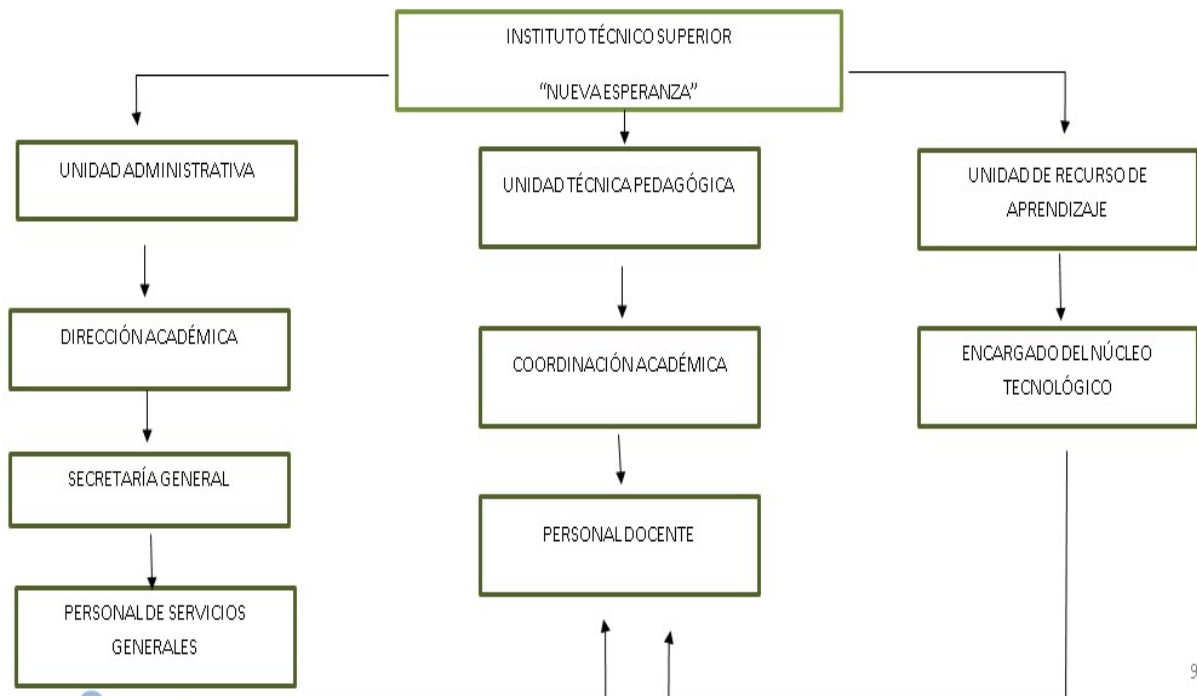 INSTITUTO TÉCNICO SUPERIOR
“NUEVA ESPERANZA”
UNIDAD ADMINISTRATIVA
UNIDAD TÉCNICA PEDAGÓGICA
UNIDAD DE RECURSO DE
APRENDIZAJE
DIRECCIÓN ACADÉMICA
COORDINACIÓN ACADÉMICA
ENCARGADO DEL NÚCLEO
TECNOLÓGICO
SECRETARÍA GENERAL
PERSONAL DOCENTE
PERSONAL DE SERVICIOS
GENERALES
9